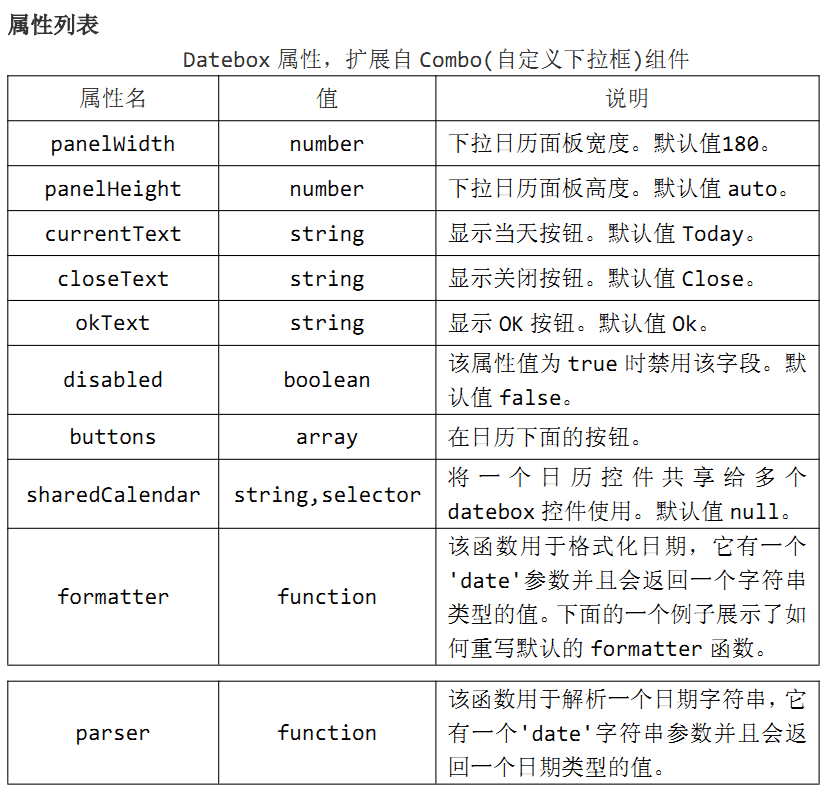 属性列表
Datebox 属性，扩展自 Combo(自定义下拉框)组件
属性名 值 说明
panelWidth number 下拉日历面板宽度。默认值180。
panelHeight number 下拉日历面板高度。默认值 auto。
currentText string 显示当天按钮。默认值 Today。
closeText string 显示关闭按钮。默认值 Close。
okText string 显示 OK 按钮。默认值 Ok。
disabled boolean 该属性值为 true 时禁用该字段。默
认值 false。
buttons array 在日历下面的按钮。
sharedCalendar string,selector 将一个日历控件共享给多个
datebox 控件使用。默认值 null。
formatter function 该函数用于格式化日期，它有一个
'date'参数并且会返回一个字符串
类型的值。下面的一个例子展示了如
何重写默认的 formatter 函数。
parser function 该函数用于解析一个日期字符串，它
有一个'date'字符串参数并且会返
回一个日期类型的值。